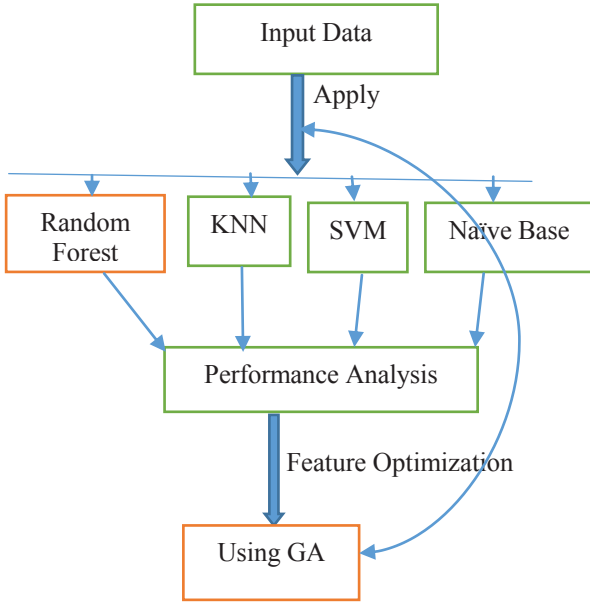 Input Data
Apply
Random
Forest
KNN
SVM
Naïve Base
Performance Analysis
Feature Optimization
Using GA